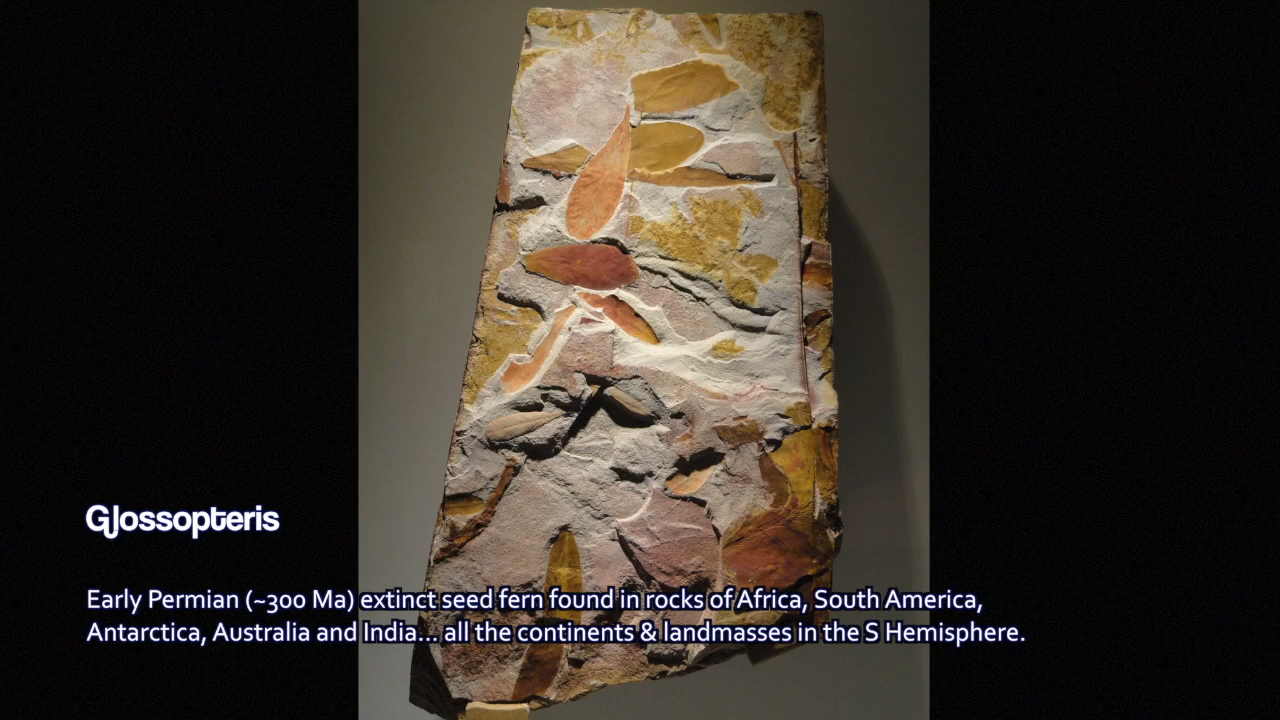 Glossopteris
Early Permian (~300 Ma) extinct seed fern found in rocks of Africa, South America,
Antarctica, Australia and India... all the continents & landmasses in the S Hemisphere.